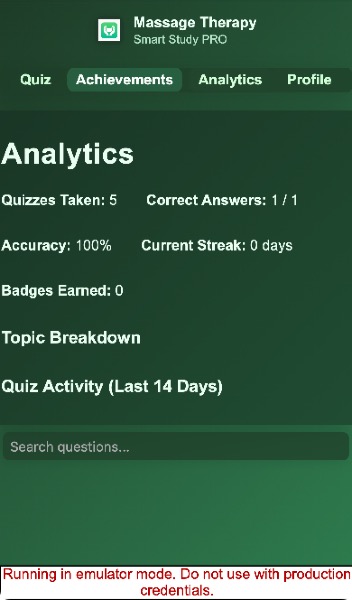 Massage Therapy
Smart Study PRO
Quiz Achievements Analytics Profile
Analytics
Quizzes Taken: 5 Correct Answers: 1 / 1
Accuracy: 100% Current Streak: 0 days
Badges Earned: 0
Topic Breakdown
Quiz Activity (Last 14 Days)
Search questions...
Running in emulator mode. Do not use with production
credentials.